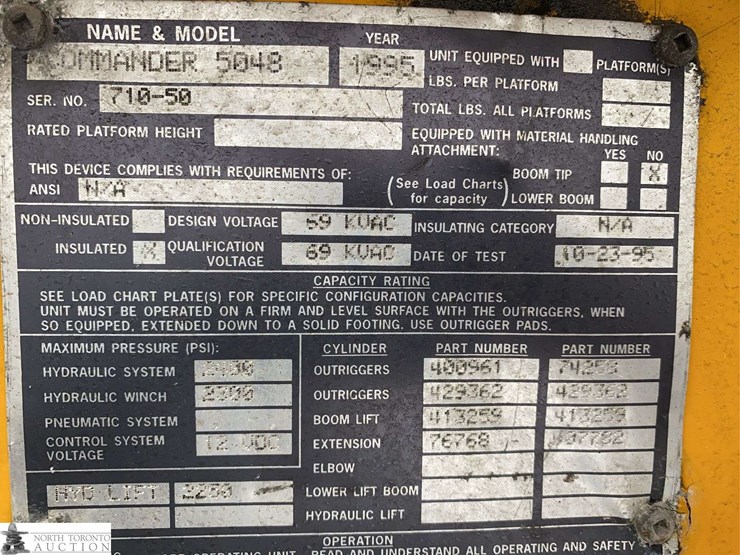 NAME & MODEL YEAR
COMMANDER 5048 1995 UNIT EQUIPPED WITH PLATFORM(S)
LBS. PER PLATFORM
SER. NO. 710-50 TOTAL LBS. ALL PLATFORMS
RATED PLATFORM HEIGHT EQUIPPED WITH MATERIAL HANDLING
ATTACHMENT: YES NO
THIS DEVICE COMPLIES WITH REQUIREMENTS OF: BOOM TIP X
ANSI N/A (See Load Charts for capacity) LOWER BOOM
NON-INSULATED DESIGN VOLTAGE 69 KVAC INSULATING CATEGORY N/A
INSULATED X QUALIFICATION VOLTAGE 69 KVAC DATE OF TEST 10-23-95
CAPACITY RATING
SEE LOAD CHART PLATE(S) FOR SPECIFIC CONFIGURATION CAPACITIES.
UNIT MUST BE OPERATED ON A FIRM AND LEVEL SURFACE WITH THE OUTRIGGERS, WHEN
SO EQUIPPED, EXTENDED DOWN TO A SOLID FOOTING. USE OUTRIGGER PADS.
MAXIMUM PRESSURE (PSI): CYLINDER PART NUMBER PART NUMBER
HYDRAULIC SYSTEM OUTRIGGERS 400961
HYDRAULIC WINCH OUTRIGGERS 429362 429362
PNEUMATIC SYSTEM BOOM LIFT 413259 413259
CONTROL SYSTEM VOLTAGE 12 VDC EXTENSION 76768
ELBOW
HYD LIFT 2250 LOWER LIFT BOOM
HYDRAULIC LIFT
OPERATION
OPERATING UNIT, READ AND UNDERSTAND ALL OPERATING AND SAFETY
NORTH TORONTO
AUCTION